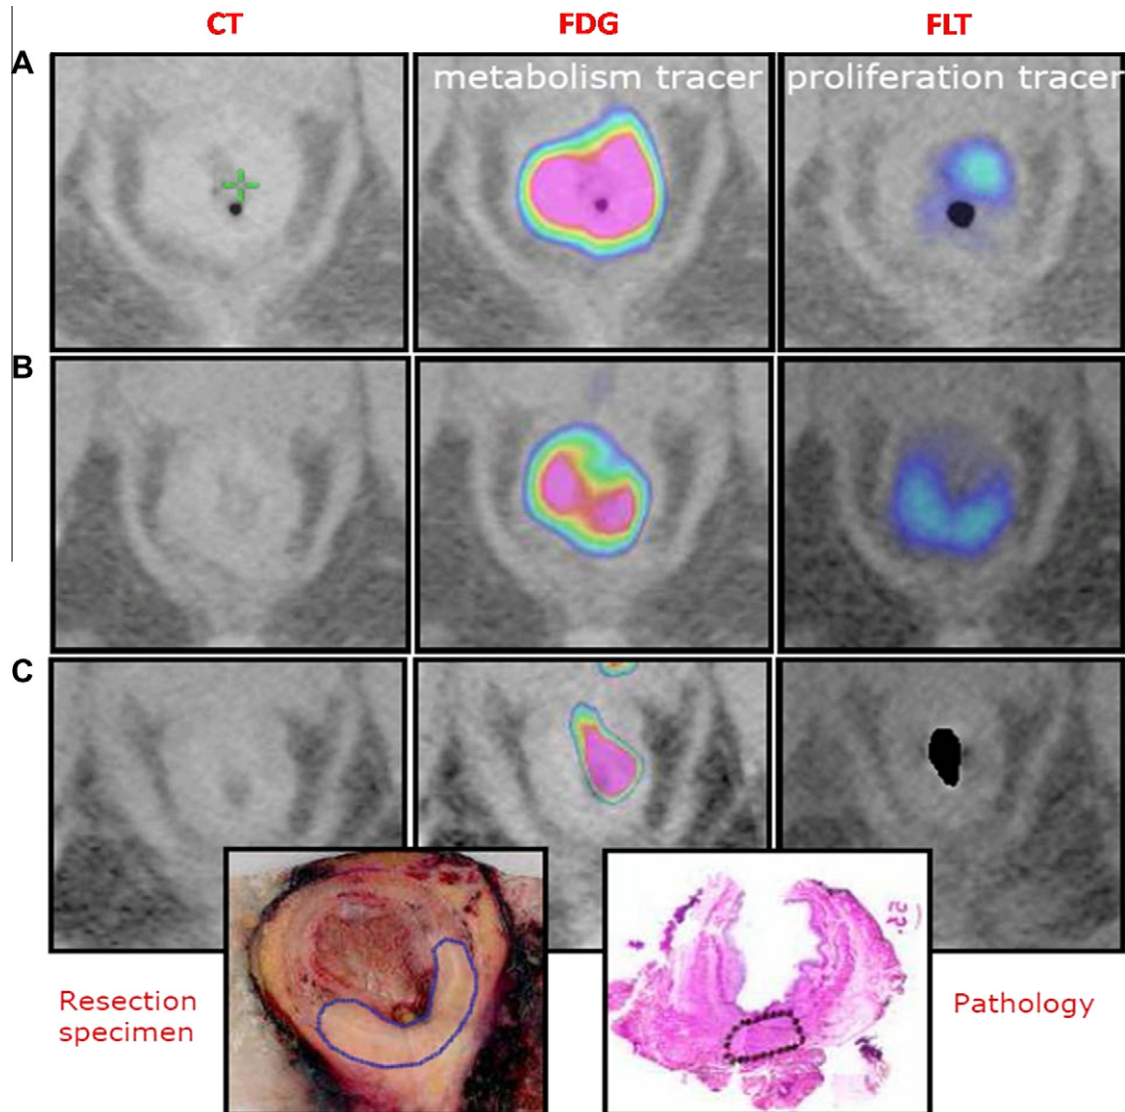 CT
FDG
FLT
A
metabolism tracer
proliferation tracer
B
C
Resection
specimen
Pathology